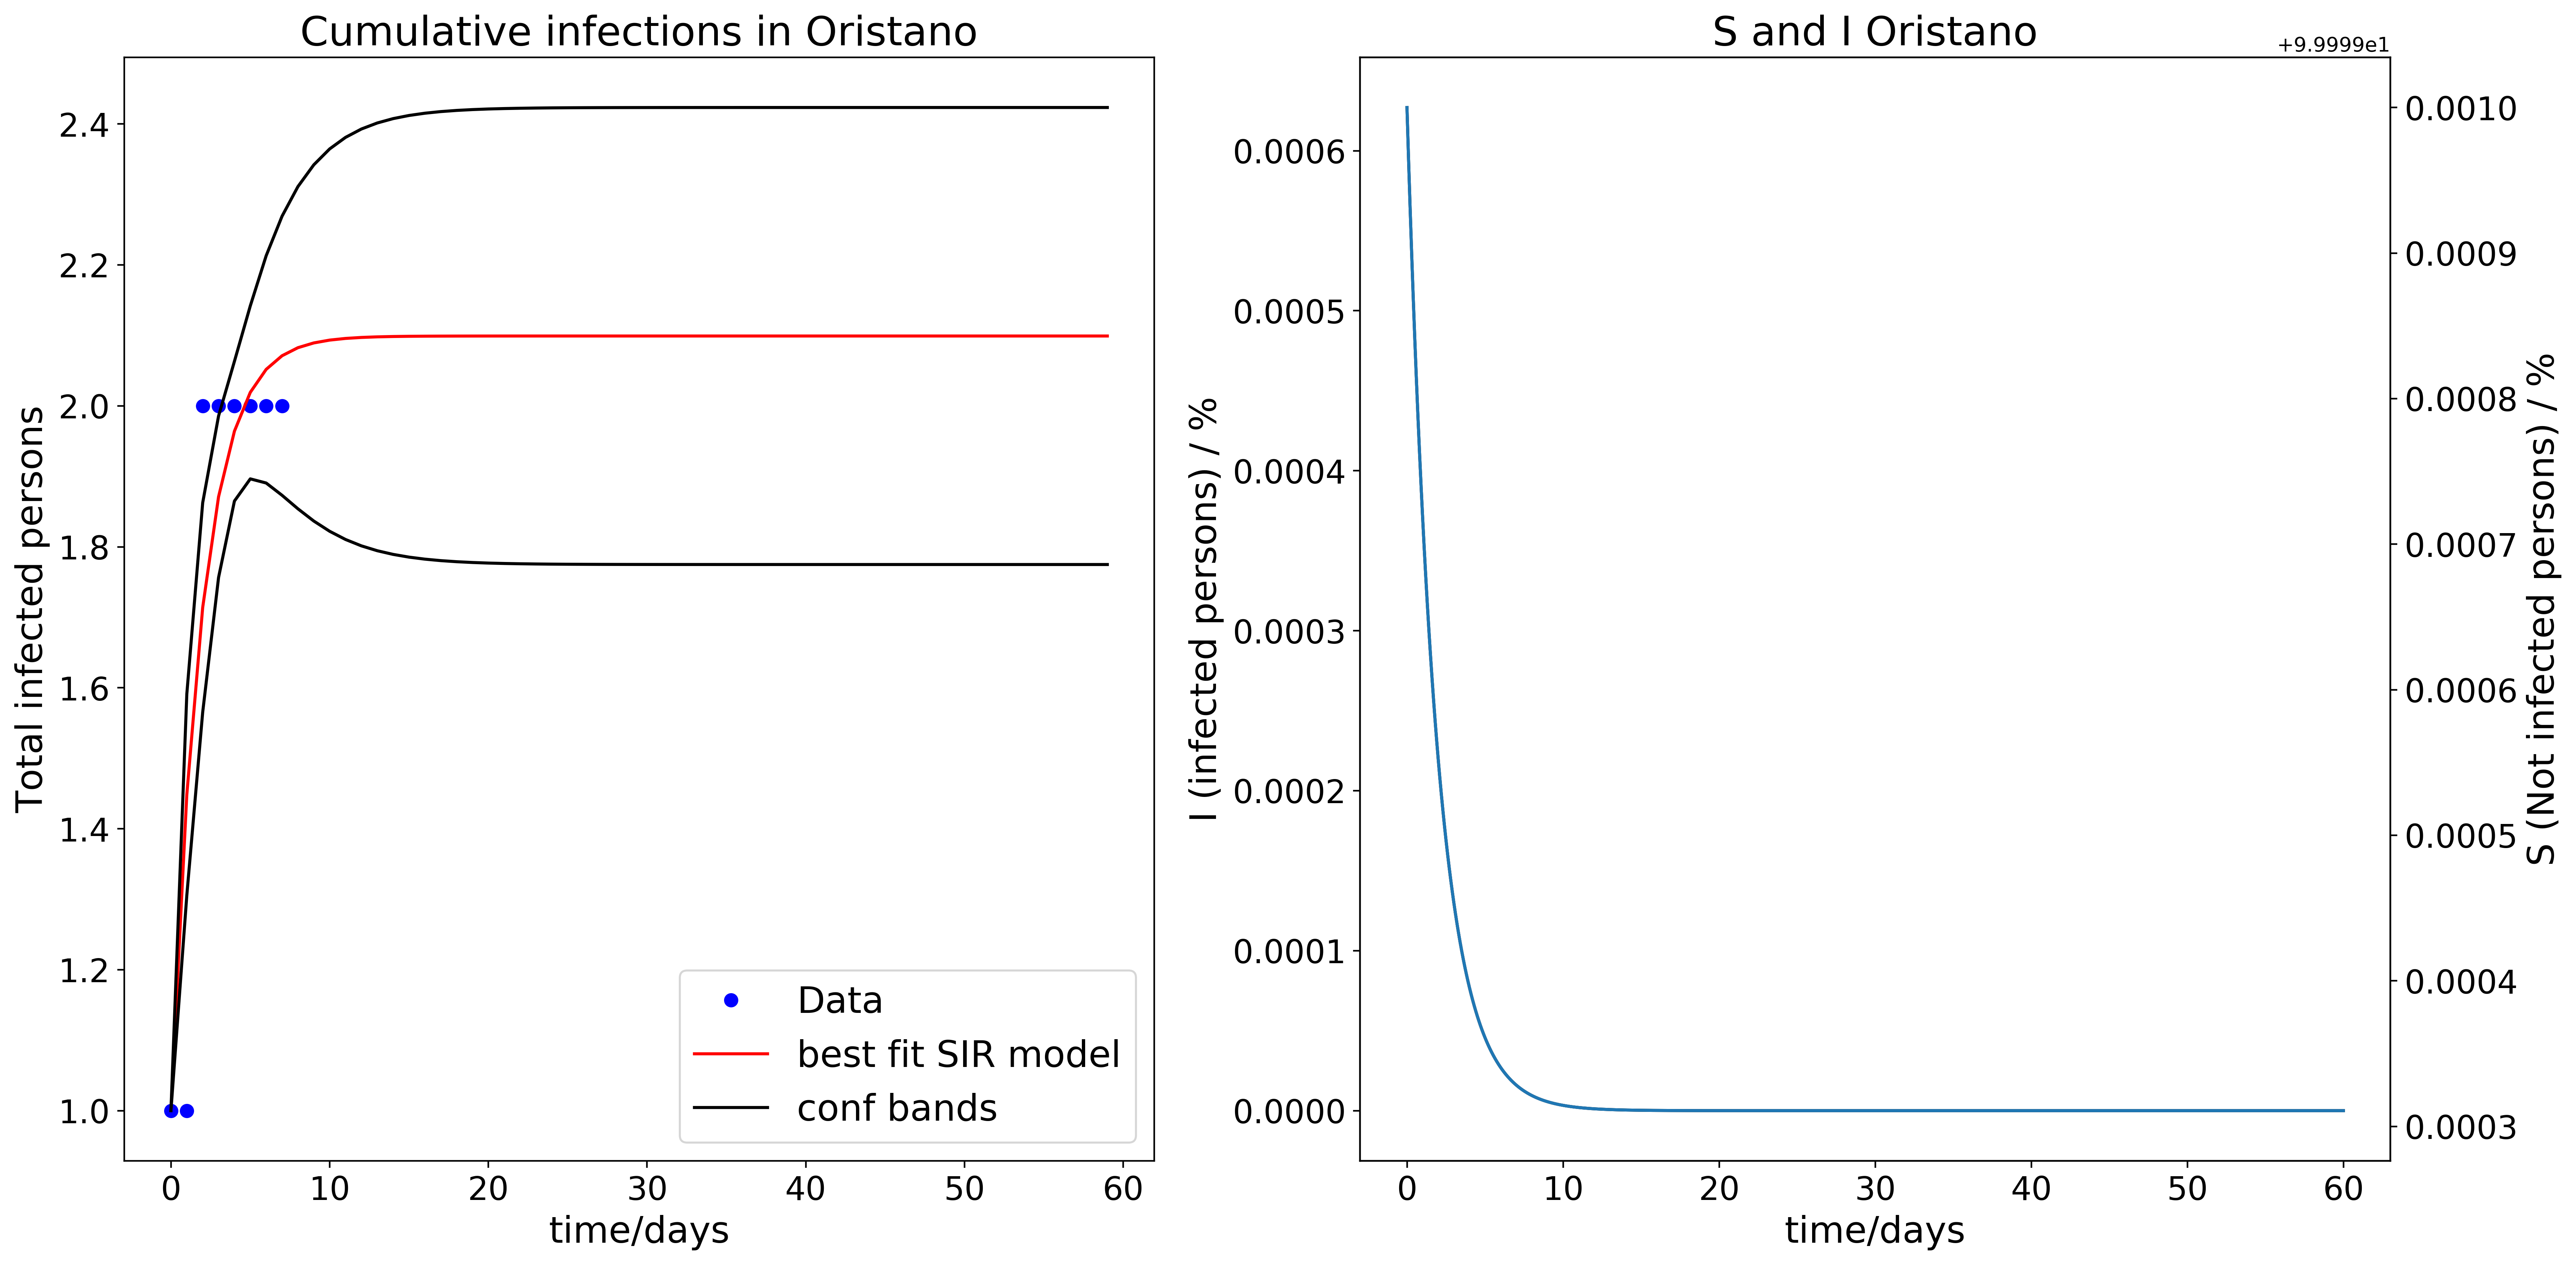 Cumulative infections in Oristano
Total infected persons
2.4
2.2
2.0
1.8
1.6
1.4
1.2
1.0
0 10 20 30 40 50 60
time/days
Data
best fit SIR model
conf bands
S and I Oristano
+9.9999e1
I (infected persons) / %
0.0006
0.0005
0.0004
0.0003
0.0002
0.0001
0.0000
0 10 20 30 40 50 60
time/days
0.0010
0.0009
0.0008
0.0007
0.0006
0.0005
0.0004
0.0003
S (Not infected persons) / %